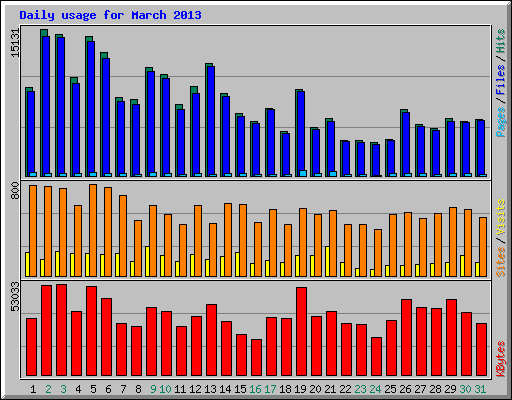 Daily usage for March 2013
15131
Pages / Files / Hits
800
Sites / Visits
53033
KBytes
1 2 3 4 5 6 7 8 9 10 11 12 13 14 15 16 17 18 19 20 21 22 23 24 25 26 27 28 29 30 31